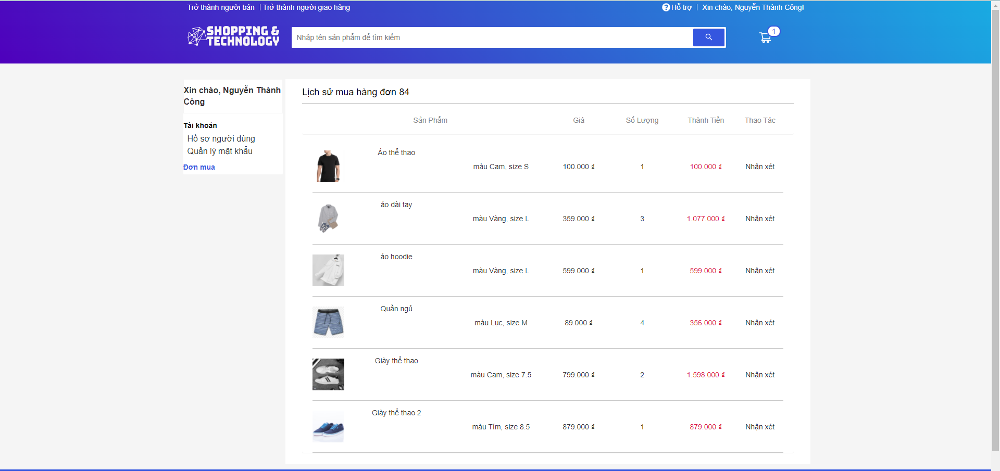 Trở thành người bán | Trở thành người giao hàng
Hỗ trợ | Xin chào, Nguyễn Thành Công!
SHOPPING &
TECHNOLOGY
Nhập tên sản phẩm để tìm kiếm
1
Xin chào, Nguyễn Thành
Công
Tài khoản
Hồ sơ người dùng
Quản lý mật khẩu
Đơn mua
Lịch sử mua hàng đơn 84
Sản Phẩm Giá Số Lượng Thành Tiền Thao Tác
Áo thể thao
màu Cam, size S 100.000 ₫ 1 100.000 ₫ Nhận xét
áo dài tay
màu Vàng, size L 359.000 ₫ 3 1.077.000 ₫ Nhận xét
áo hoodie
màu Vàng, size L 599.000 ₫ 1 599.000 ₫ Nhận xét
Quần ngủ
màu Lục, size M 89.000 ₫ 4 356.000 ₫ Nhận xét
Giày thể thao
màu Cam, size 7.5 799.000 ₫ 2 1.598.000 ₫ Nhận xét
Giày thể thao 2
màu Tím, size 8.5 879.000 ₫ 1 879.000 ₫ Nhận xét